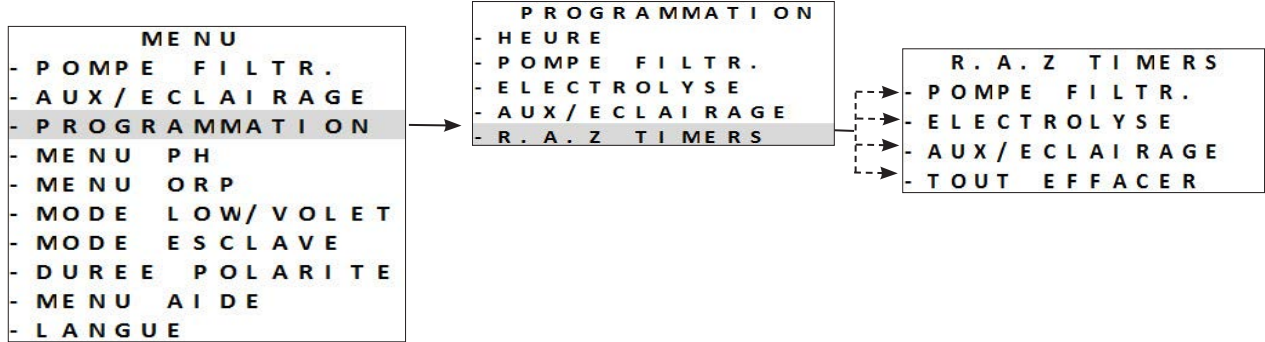 MENU
- POMPE FILTR.
- AUX/ECLAIRAGE
- PROGRAMMATION
- MENU PH
- MENU ORP
- MODE LOW/VOLET
- MODE ESCLAVE
- DUREE POLARITE
- MENU AIDE
- LANGUE
PROGRAMMATION
- HEURE
- POMPE FILTR.
- ELECTROLYSE
- AUX/ECLAIRAGE
- R.A.Z TIMERS
R.A.Z TIMERS
- POMPE FILTR.
- ELECTROLYSE
- AUX/ECLAIRAGE
- TOUT EFFACER